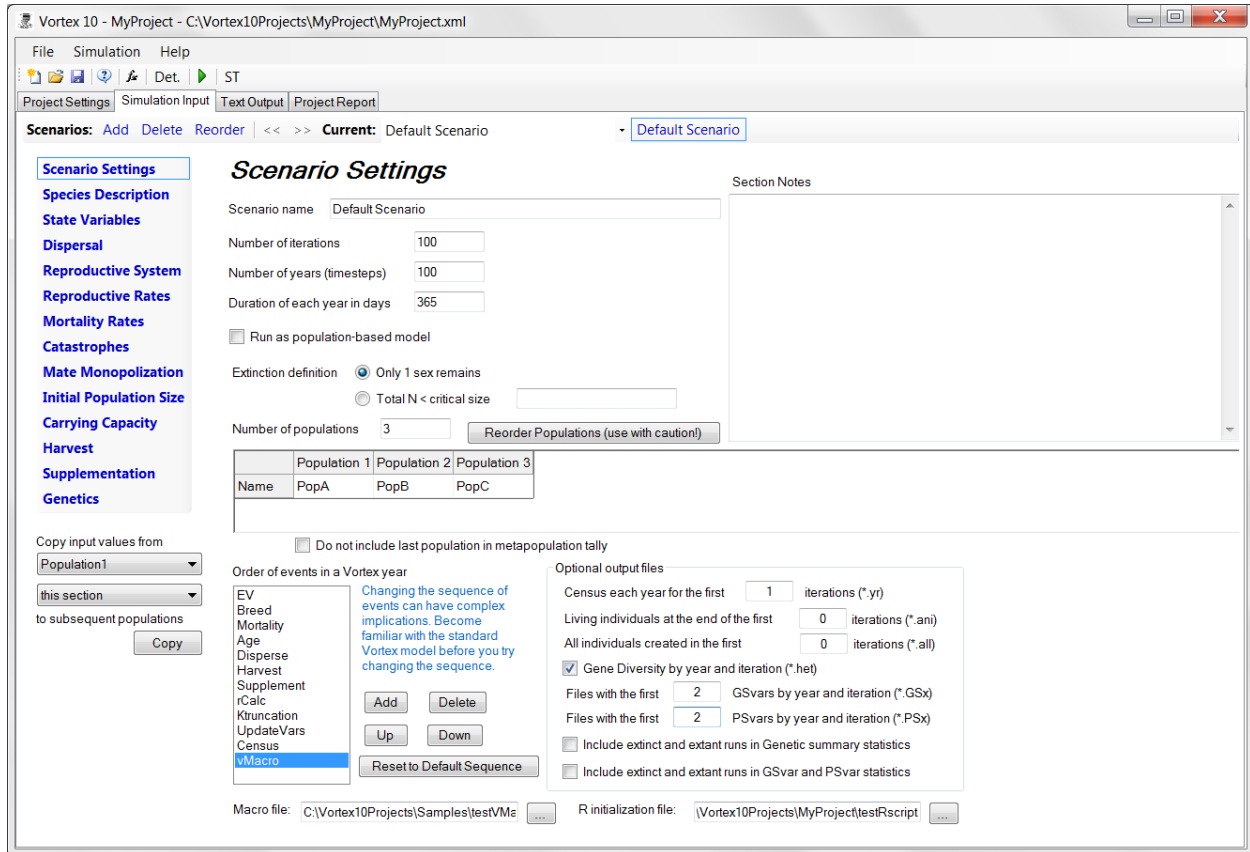 Vortex 10 - MyProject - C:\Vortex10Projects\MyProject\MyProject.xml
File Simulation Help
Det. ST
Project Settings Simulation Input Text Output Project Report
Scenarios: Add Delete Reorder << >> Current: Default Scenario Default Scenario
Scenario Settings
Species Description
State Variables
Dispersal
Reproductive System
Reproductive Rates
Mortality Rates
Catastrophes
Mate Monopolization
Initial Population Size
Carrying Capacity
Harvest
Supplementation
Genetics
Copy input values from
Population1
this section
to subsequent populations
Copy
Scenario Settings
Section Notes
Scenario name Default Scenario
Number of iterations 100
Number of years (timesteps) 100
Duration of each year in days 365
Run as population-based model
Extinction definition Only 1 sex remains
Total N < critical size
Number of populations 3 Reorder Populations (use with caution!)
Population 1 Population 2 Population 3
Name PopA PopB PopC
Do not include last population in metapopulation tally
Order of events in a Vortex year
EV
Breed
Mortality
Age
Disperse
Harvest
Supplement
rCalc
Ktruncation
UpdateVars
Census
vMacro
Changing the sequence of
events can have complex
implications. Become
familiar with the standard
Vortex model before you try
changing the sequence.
Add Delete
Up Down
Reset to Default Sequence
Optional output files
Census each year for the first 1 iterations (*.yr)
Living individuals at the end of the first 0 iterations (*.ani)
All individuals created in the first 0 iterations (*.all)
Gene Diversity by year and iteration (*.het)
Files with the first 2 GSvars by year and iteration (*.GSx)
Files with the first 2 PSvars by year and iteration (*.PSx)
Include extinct and extant runs in Genetic summary statistics
Include extinct and extant runs in GSvar and PSvar statistics
Macro file: C:\Vortex10Projects\Samples\testVMa ... R initialization file: \Vortex10Projects\MyProject\testRscript ...